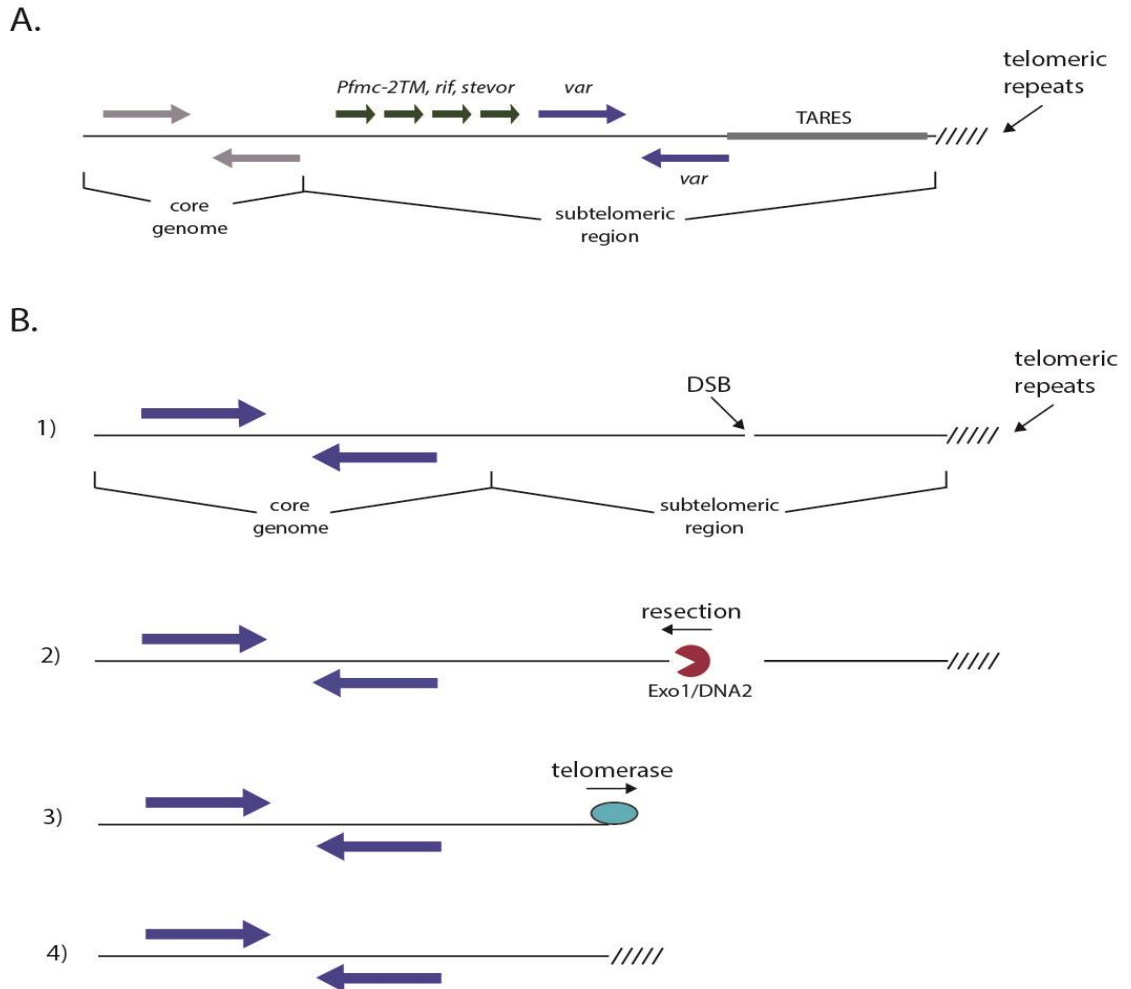 A.
telomeric
repeats
Pfmc-2TM, rif, stevor
var
TARES
var
core
genome
subtelomeric
region
B.
telomeric
repeats
DSB
1)
core
genome
subtelomeric
region
resection
2)
Exo1/DNA2
telomerase
3)
4)